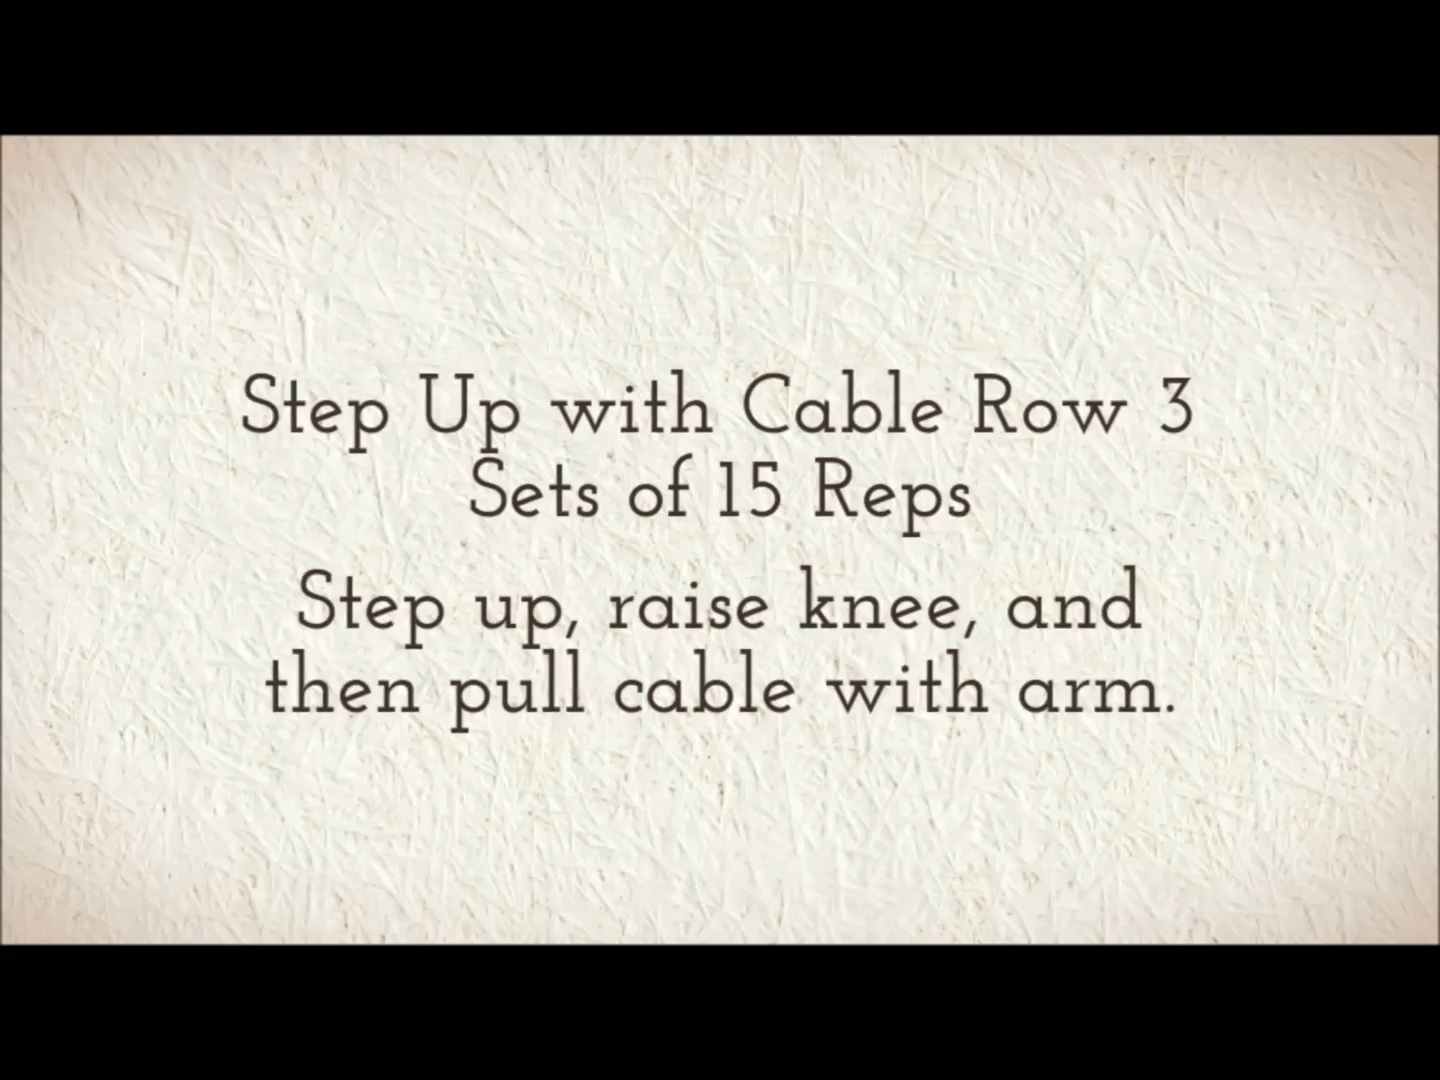 Step Up with Cable Row 3
Sets of 15 Reps
Step up, raise knee, and
then pull cable with arm.